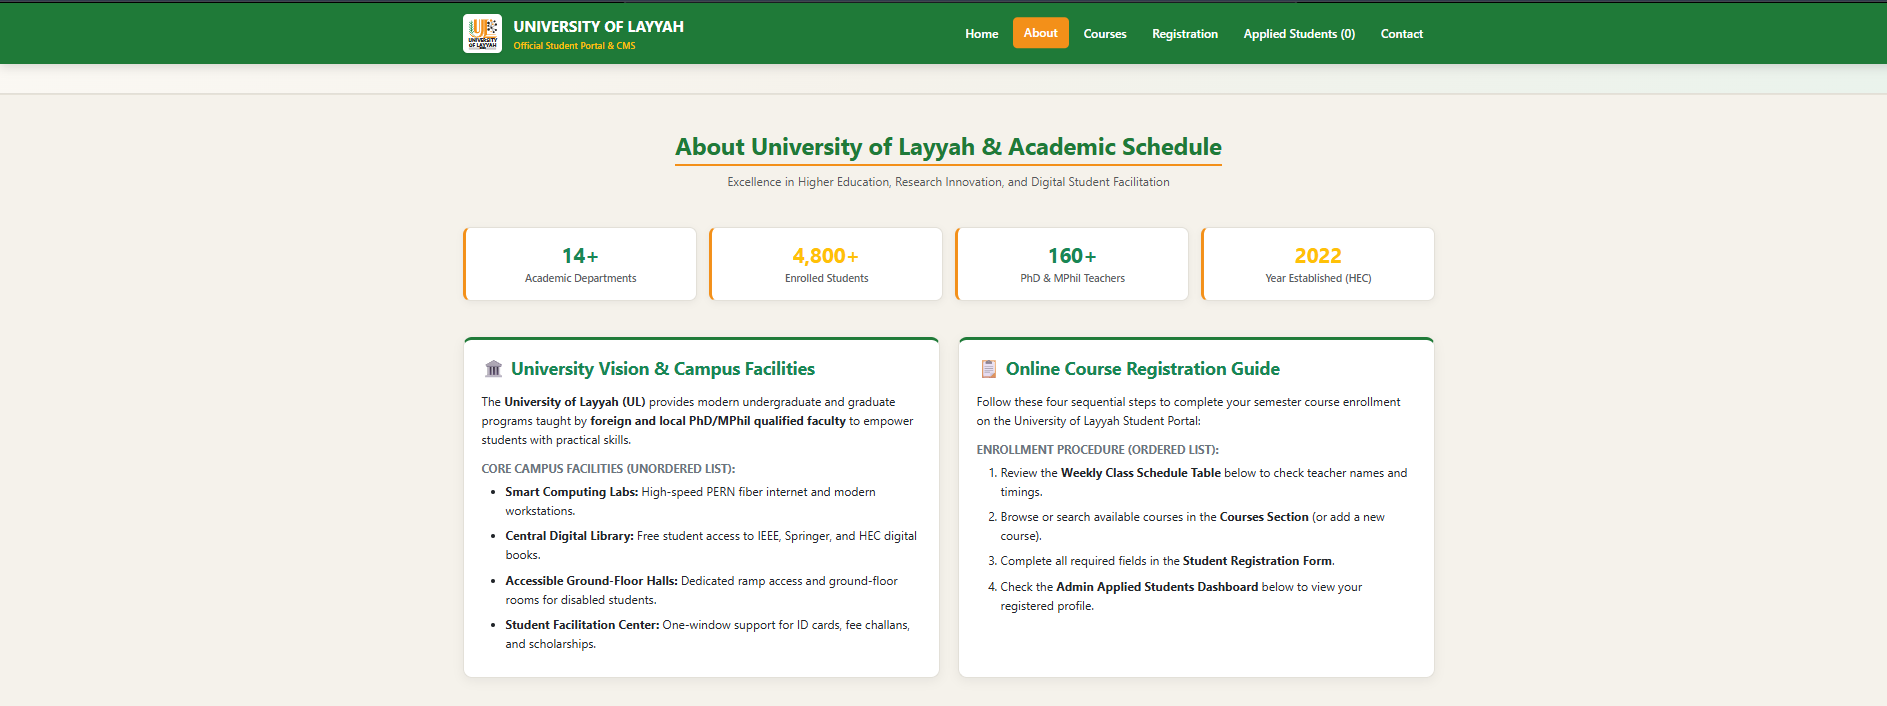 UNIVERSITY OF LAYYAH
UNIVERSITY OF LAYYAH
Official Student Portal & CMS
Home
About
Courses
Registration
Applied Students (0)
Contact
About University of Layyah & Academic Schedule
Excellence in Higher Education, Research Innovation, and Digital Student Facilitation
14+
Academic Departments
4,800+
Enrolled Students
160+
PhD & MPhil Teachers
2022
Year Established (HEC)
University Vision & Campus Facilities
The University of Layyah (UL) provides modern undergraduate and graduate
programs taught by foreign and local PhD/MPhil qualified faculty to empower
students with practical skills.
CORE CAMPUS FACILITIES (UNORDERED LIST):
• Smart Computing Labs: High-speed PERN fiber internet and modern
workstations.
• Central Digital Library: Free student access to IEEE, Springer, and HEC digital
books.
• Accessible Ground-Floor Halls: Dedicated ramp access and ground-floor
rooms for disabled students.
• Student Facilitation Center: One-window support for ID cards, fee challans,
and scholarships.
Online Course Registration Guide
Follow these four sequential steps to complete your semester course enrollment
on the University of Layyah Student Portal:
ENROLLMENT PROCEDURE (ORDERED LIST):
1. Review the Weekly Class Schedule Table below to check teacher names and
timings.
2. Browse or search available courses in the Courses Section (or add a new
course).
3. Complete all required fields in the Student Registration Form.
4. Check the Admin Applied Students Dashboard below to view your
registered profile.